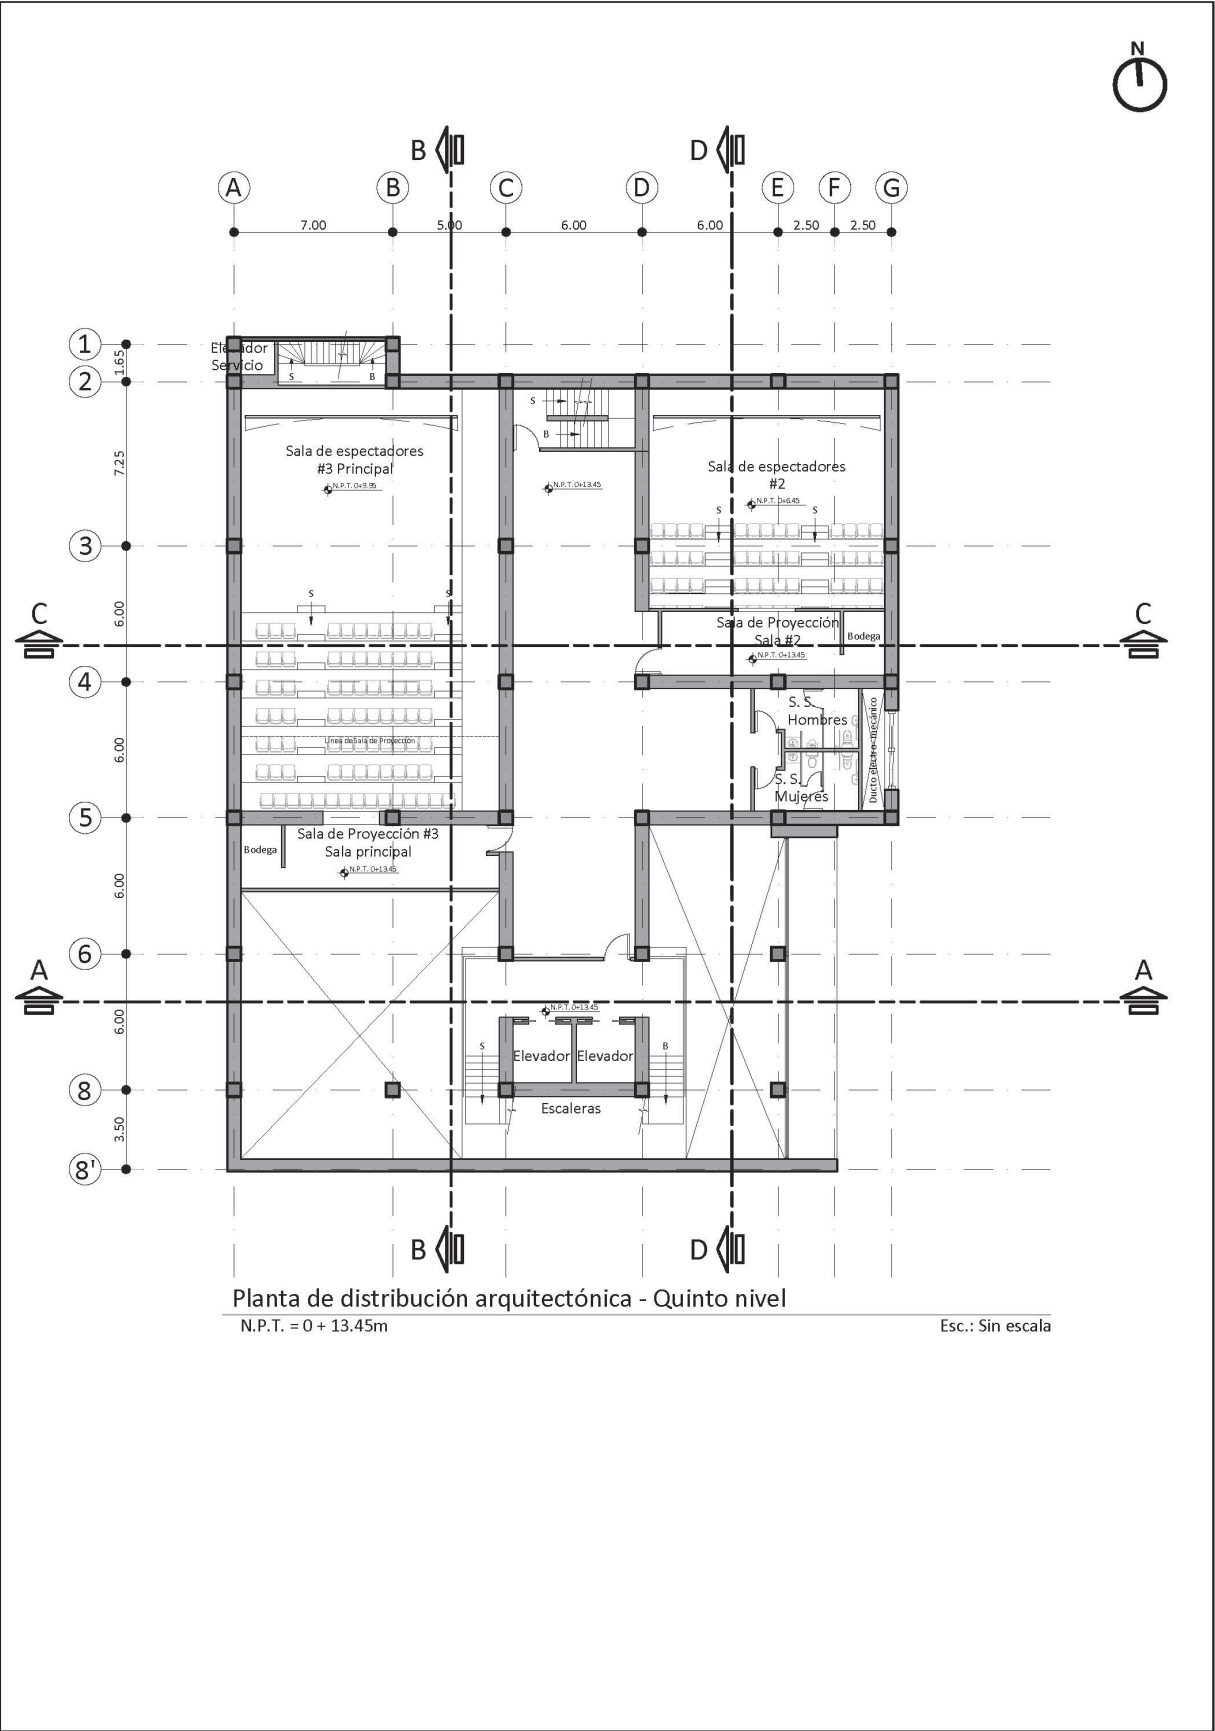 N
B
D
A
B
C
D
E
F
G
7.00
5.00
6.00
6.00
2.50
2.50
1
1.65
2
Elevador
Servicio
S
B
S
B
7.25
Sala de espectadores
#3 Principal
N.P.T. 0+9.95
N.P.T. 0+13.45
Sala de espectadores
#2
N.P.T. 0+6.45
S
S
3
6.00
S
S
C
C
Sala de Proyección
Sala #2
Bodega
N.P.T. 0+13.45
4
6.00
S. S.
Hombres
Ducto electro-mecánico
Línea de Sala de Proyección
S. S.
Mujeres
5
Sala de Proyección #3
Sala principal
Bodega
N.P.T. 0+13.45
6.00
6
A
A
6.00
N.P.T. 0+13.45
S
Elevador
Elevador
B
8
Escaleras
3.50
8'
B
D
Planta de distribución arquitectónica - Quinto nivel
N.P.T. = 0 + 13.45m
Esc.: Sin escala